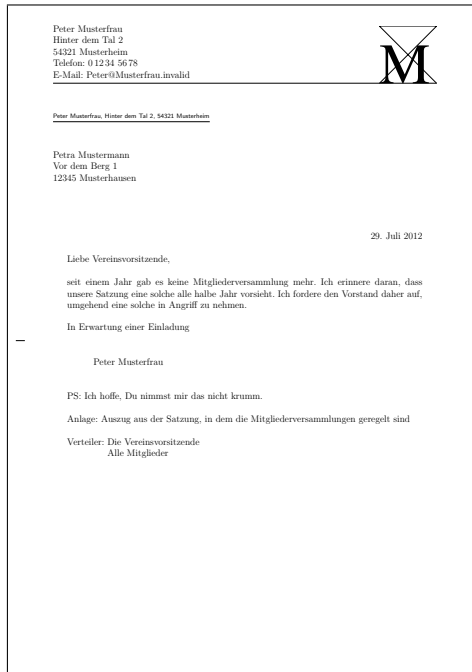 Peter Musterfrau
Hinter dem Tal 2
54321 Musterheim
Telefon: 0 12 34 56 78
E-Mail: Peter@Musterfrau.invalid
M
Peter Musterfrau, Hinter dem Tal 2, 54321 Musterheim
Petra Mustermann
Vor dem Berg 1
12345 Musterhausen
29. Juli 2012
Liebe Vereinsvorsitzende,
seit einem Jahr gab es keine Mitgliederversammlung mehr. Ich erinnere daran, dass
unsere Satzung eine solche alle halbe Jahr vorsieht. Ich fordere den Vorstand daher auf,
umgehend eine solche in Angriff zu nehmen.
In Erwartung einer Einladung
Peter Musterfrau
PS: Ich hoffe, Du nimmst mir das nicht krumm.
Anlage: Auszug aus der Satzung, in dem die Mitgliederversammlungen geregelt sind
Verteiler: Die Vereinsvorsitzende
Alle Mitglieder